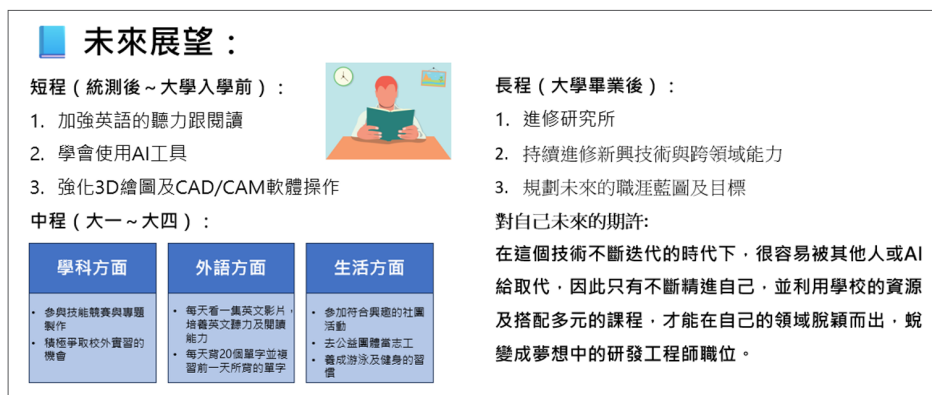 未來展望：
短程（統測後～大學入學前）：
1. 加強英語的聽力跟閱讀
2. 學會使用AI工具
3. 強化3D繪圖及CAD/CAM軟體操作
中程（大一～大四）：
學科方面
• 參與技能競賽與專題
製作
• 積極爭取校外實習的
機會
外語方面
• 每天看一集英文影片，
培養英文聽力及閱讀
能力
• 每天背20個單字並複
習前一天所背的單字
生活方面
• 參加符合興趣的社團
活動
• 去公益團體當志工
• 養成游泳及健身的習
慣
長程（大學畢業後）：
1. 進修研究所
2. 持續進修新興技術與跨領域能力
3. 規劃未來的職涯藍圖及目標
對自己未來的期許:
在這個技術不斷迭代的時代下，很容易被其他人或AI
給取代，因此只有不斷精進自己，並利用學校的資源
及搭配多元的課程，才能在自己的領域脫穎而出，蛻
變成夢想中的研發工程師職位。